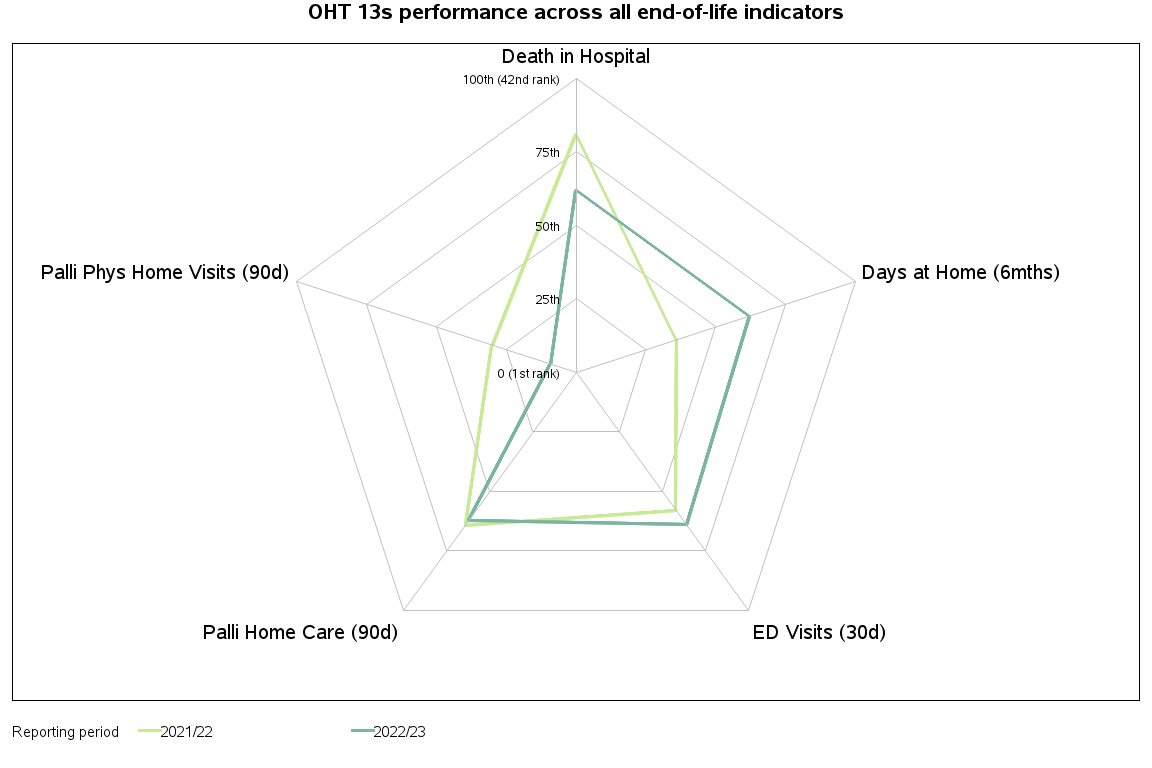 OHT 13s performance across all end-of-life indicators
Death in Hospital
100th (42nd rank)
75th
50th
25th
0 (1st rank)
Palli Phys Home Visits (90d)
Days at Home (6mths)
Palli Home Care (90d)
ED Visits (30d)
Reporting period 2021/22 2022/23